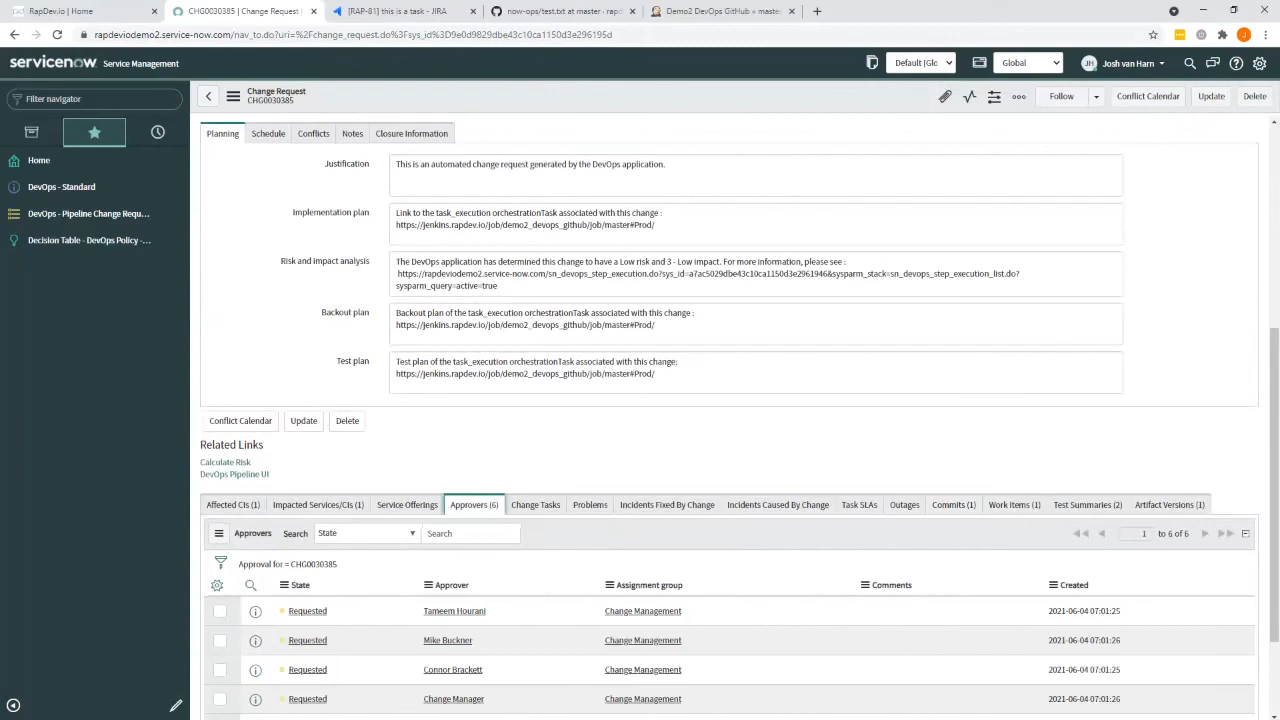 RapDev.io | Home
CHG0030385 | Change Request |
[RAP-81] this is a task - JIRA
now-ops/test.txt at master · rapd
Demo2 DevOps GitHub » master
rapdeviodemo2.service-now.com/nav_to.do?uri=%2Fchange_request.do%3Fsys_id%3D9e0d9829dbe43c10ca1150d3e296195d
J
servicenow Service Management
Default [Glo
Global
JH
Josh van Harn
Filter navigator
Change Request
CHG0030385
Follow
Conflict Calendar
Update
Delete
Home
DevOps - Standard
DevOps - Pipeline Change Requ...
Decision Table - DevOps Policy -...
Planning
Schedule
Conflicts
Notes
Closure Information
Justification
This is an automated change request generated by the DevOps application.
Implementation plan
Link to the task_execution orchestrationTask associated with this change :
https://jenkins.rapdev.io/job/demo2_devops_github/job/master#Prod/
Risk and impact analysis
The DevOps application has determined this change to have a Low risk and 3 - Low impact. For more information, please see :
https://rapdeviodemo2.service-now.com/sn_devops_step_execution.do?sys_id=a7ac5029dbe43c10ca1150d3e2961946&sysparm_stack=sn_devops_step_execution_list.do?
sysparm_query=active=true
Backout plan
Backout plan of the task_execution orchestrationTask associated with this change :
https://jenkins.rapdev.io/job/demo2_devops_github/job/master#Prod/
Test plan
Test plan of the task_execution orchestrationTask associated with this change:
https://jenkins.rapdev.io/job/demo2_devops_github/job/master#Prod/
Conflict Calendar
Update
Delete
Related Links
Calculate Risk
DevOps Pipeline UI
Affected CIs (1)
Impacted Services/CIs (1)
Service Offerings
Approvers (6)
Change Tasks
Problems
Incidents Fixed By Change
Incidents Caused By Change
Task SLAs
Outages
Commits (1)
Work Items (1)
Test Summaries (2)
Artifact Versions (1)
Approvers
Search
State
Search
1 to 6 of 6
Approval for = CHG0030385
State
Approver
Assignment group
Comments
Created
Requested Tameem Hourani Change Management 2021-06-04 07:01:25
Requested Mike Buckner Change Management 2021-06-04 07:01:26
Requested Connor Brackett Change Management 2021-06-04 07:01:25
Requested Change Manager Change Management 2021-06-04 07:01:26